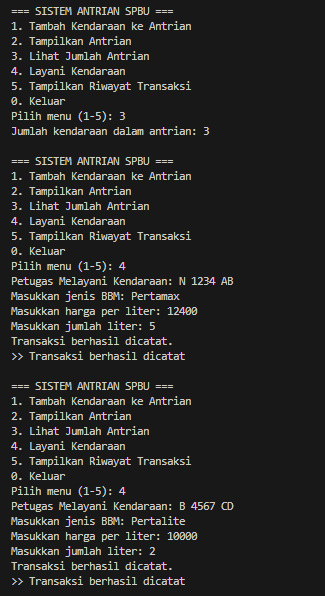 === SISTEM ANTRIAN SPBU ===
1. Tambah Kendaraan ke Antrian
2. Tampilkan Antrian
3. Lihat Jumlah Antrian
4. Layani Kendaraan
5. Tampilkan Riwayat Transaksi
0. Keluar
Pilih menu (1-5): 3
Jumlah kendaraan dalam antrian: 3

=== SISTEM ANTRIAN SPBU ===
1. Tambah Kendaraan ke Antrian
2. Tampilkan Antrian
3. Lihat Jumlah Antrian
4. Layani Kendaraan
5. Tampilkan Riwayat Transaksi
0. Keluar
Pilih menu (1-5): 4
Petugas Melayani Kendaraan: N 1234 AB
Masukkan jenis BBM: Pertamax
Masukkan harga per liter: 12400
Masukkan jumlah liter: 5
Transaksi berhasil dicatat.
>> Transaksi berhasil dicatat

=== SISTEM ANTRIAN SPBU ===
1. Tambah Kendaraan ke Antrian
2. Tampilkan Antrian
3. Lihat Jumlah Antrian
4. Layani Kendaraan
5. Tampilkan Riwayat Transaksi
0. Keluar
Pilih menu (1-5): 4
Petugas Melayani Kendaraan: B 4567 CD
Masukkan jenis BBM: Pertalite
Masukkan harga per liter: 10000
Masukkan jumlah liter: 2
Transaksi berhasil dicatat.
>> Transaksi berhasil dicatat